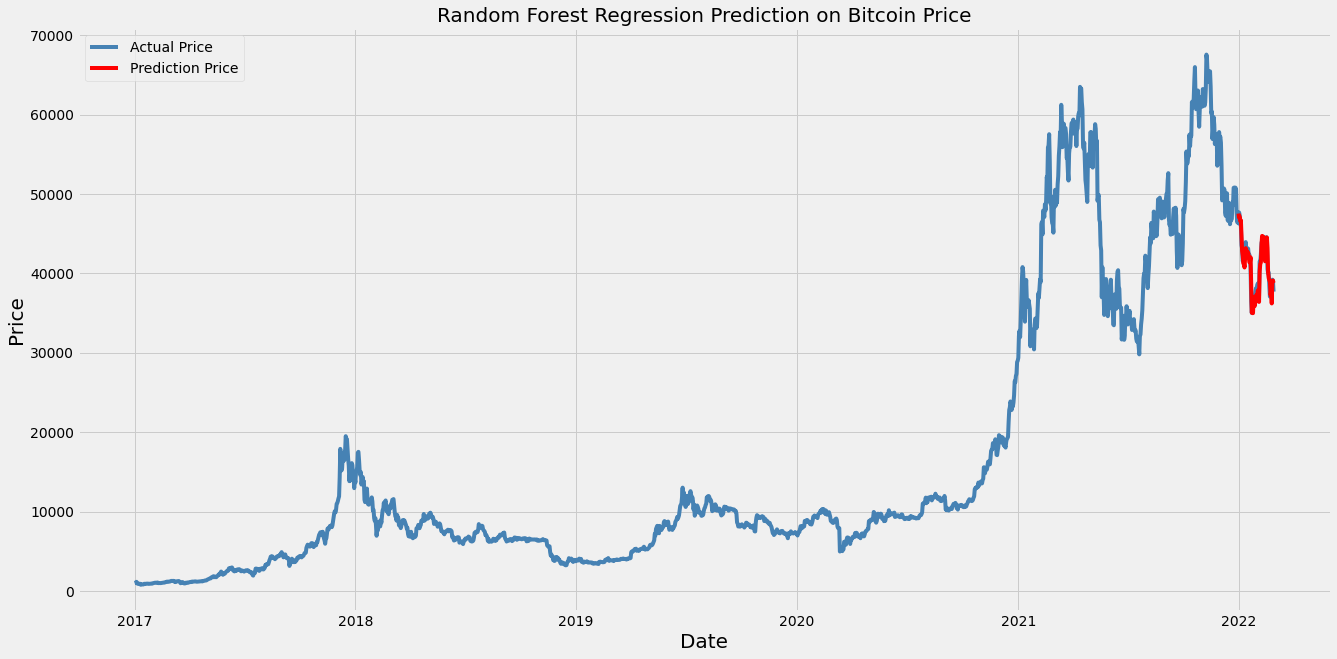 Random Forest Regression Prediction on Bitcoin Price
Actual Price
Prediction Price
Price
70000
60000
50000
40000
30000
20000
10000
0
2017 2018 2019 2020 2021 2022
Date